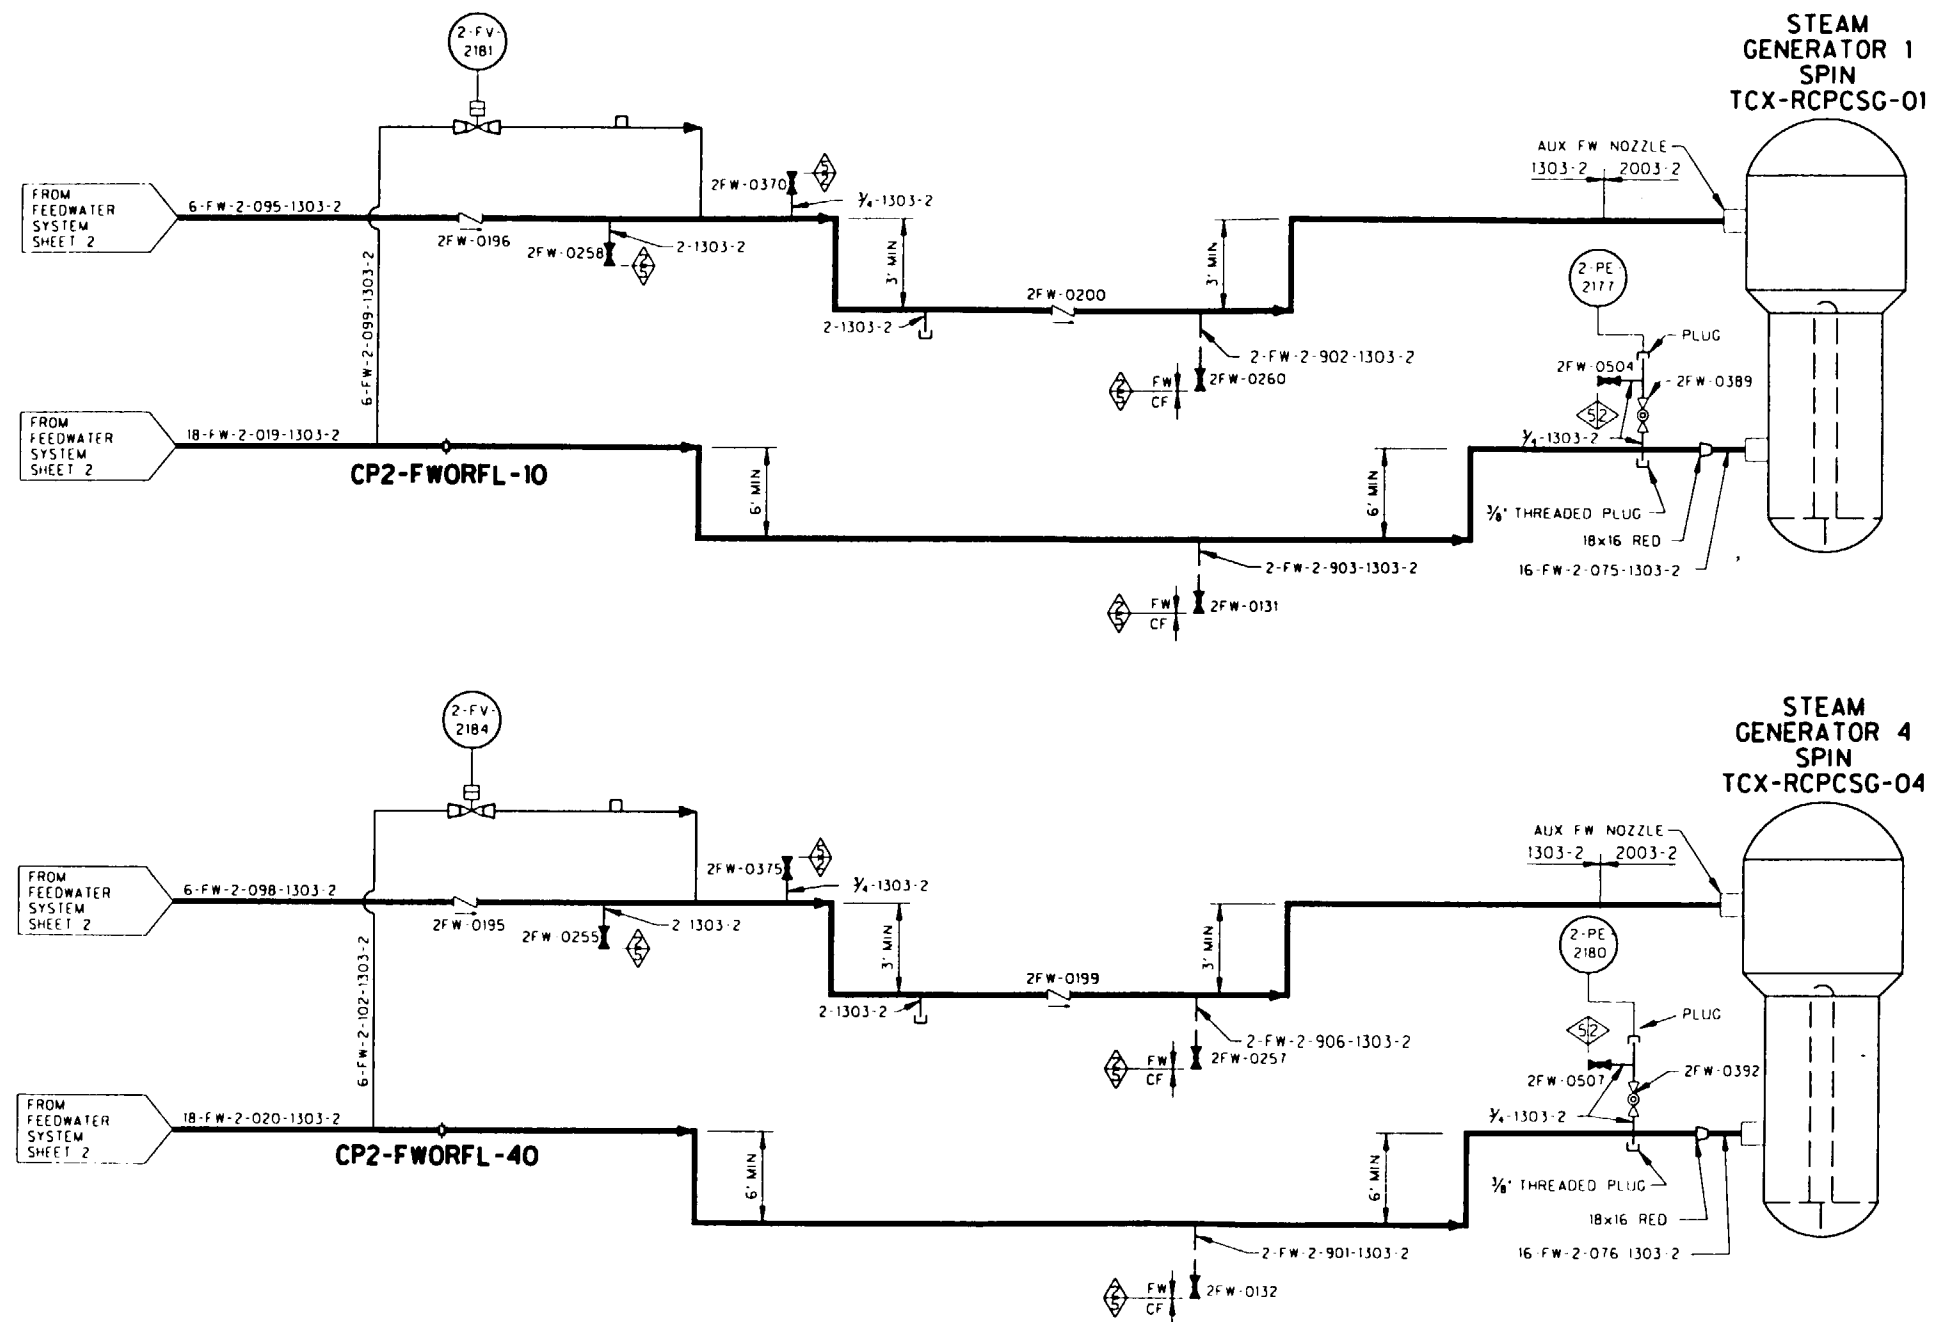 2-FV-
2181
STEAM
GENERATOR 1
SPIN
TCX-RCPCSG-01
AUX FW NOZZLE
1303-2
2003-2
FROM
FEEDWATER
SYSTEM
SHEET 2
6-FW-2-095-1303-2
2FW-0196
2FW-0258
2-1303-2
2FW-0370
3/4-1303-2
3' MIN
3' MIN
2FW-0200
2-1303-2
2-FW-2-902-1303-2
2FW-0260
FW
CF
6-FW-2-099-1303-2
2-PE-
2177
PLUG
2FW-0504
2FW-0389
52
3/4-1303-2
FROM
FEEDWATER
SYSTEM
SHEET 2
18-FW-2-019-1303-2
CP2-FWORFL-10
6' MIN
6' MIN
3/8" THREADED PLUG
18x16 RED
16-FW-2-075-1303-2
2-FW-2-903-1303-2
2FW-0131
FW
CF
2-FV-
2184
STEAM
GENERATOR 4
SPIN
TCX-RCPCSG-04
AUX FW NOZZLE
1303-2
2003-2
FROM
FEEDWATER
SYSTEM
SHEET 2
6-FW-2-098-1303-2
2FW-0195
2FW-0255
2 1303-2
2FW-0375
3/4-1303-2
3' MIN
3' MIN
2FW-0199
2-1303-2
2-FW-2-906-1303-2
2FW-0257
FW
CF
6-FW-2-102-1303-2
2-PE
2180
PLUG
52
2FW-0507
2FW-0392
3/4-1303-2
FROM
FEEDWATER
SYSTEM
SHEET 2
18-FW-2-020-1303-2
CP2-FWORFL-40
6' MIN
6' MIN
3/8" THREADED PLUG
18x16 RED
16-FW-2-076 1303-2
2-FW-2-901-1303-2
2FW-0132
FW
CF